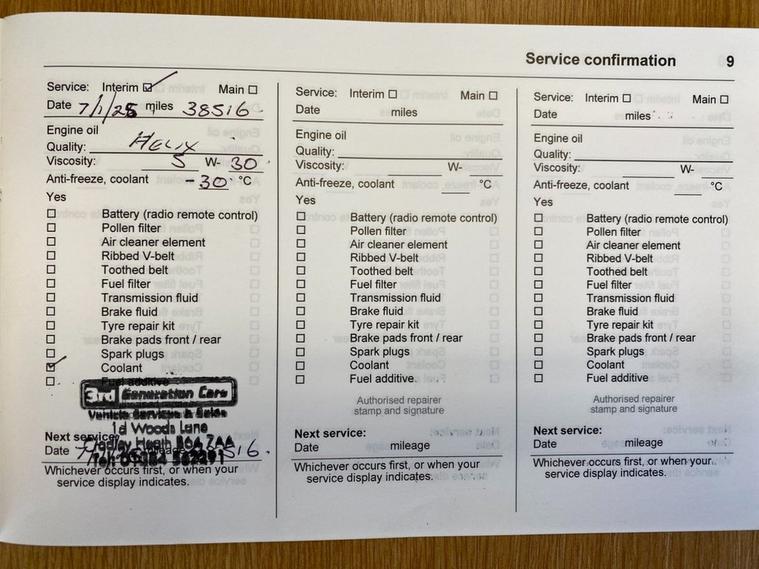 Service confirmation 9
Service: Interim Main
Date 7/1/25 miles 38516
Engine oil
Quality: HELIX
Viscosity: 5 W- 30
Anti-freeze, coolant -30 °C
Yes
Battery (radio remote control)
Pollen filter
Air cleaner element
Ribbed V-belt
Toothed belt
Fuel filter
Transmission fluid
Brake fluid
Tyre repair kit
Brake pads front / rear
Spark plugs
Coolant
Fuel additive
3rd Generation Cars
Vehicle Services & Sales
1d Woods Lane
Next service:
Heath B64 7AA
Date mileage 516.
Tel:
Whichever occurs first, or when your
service display indicates.
Service: Interim Main
Date miles
Engine oil
Quality:
Viscosity: W-
Anti-freeze, coolant °C
Yes
Battery (radio remote control)
Pollen filter
Air cleaner element
Ribbed V-belt
Toothed belt
Fuel filter
Transmission fluid
Brake fluid
Tyre repair kit
Brake pads front / rear
Spark plugs
Coolant
Fuel additive
Authorised repairer
stamp and signature
Next service:
Date mileage
Whichever occurs first, or when your
service display indicates.
Service: Interim Main
Date miles
Engine oil
Quality:
Viscosity: W-
Anti-freeze, coolant °C
Yes
Battery (radio remote control)
Pollen filter
Air cleaner element
Ribbed V-belt
Toothed belt
Fuel filter
Transmission fluid
Brake fluid
Tyre repair kit
Brake pads front / rear
Spark plugs
Coolant
Fuel additive
Authorised repairer
stamp and signature
Next service:
Date mileage
Whichever occurs first, or when your
service display indicates.